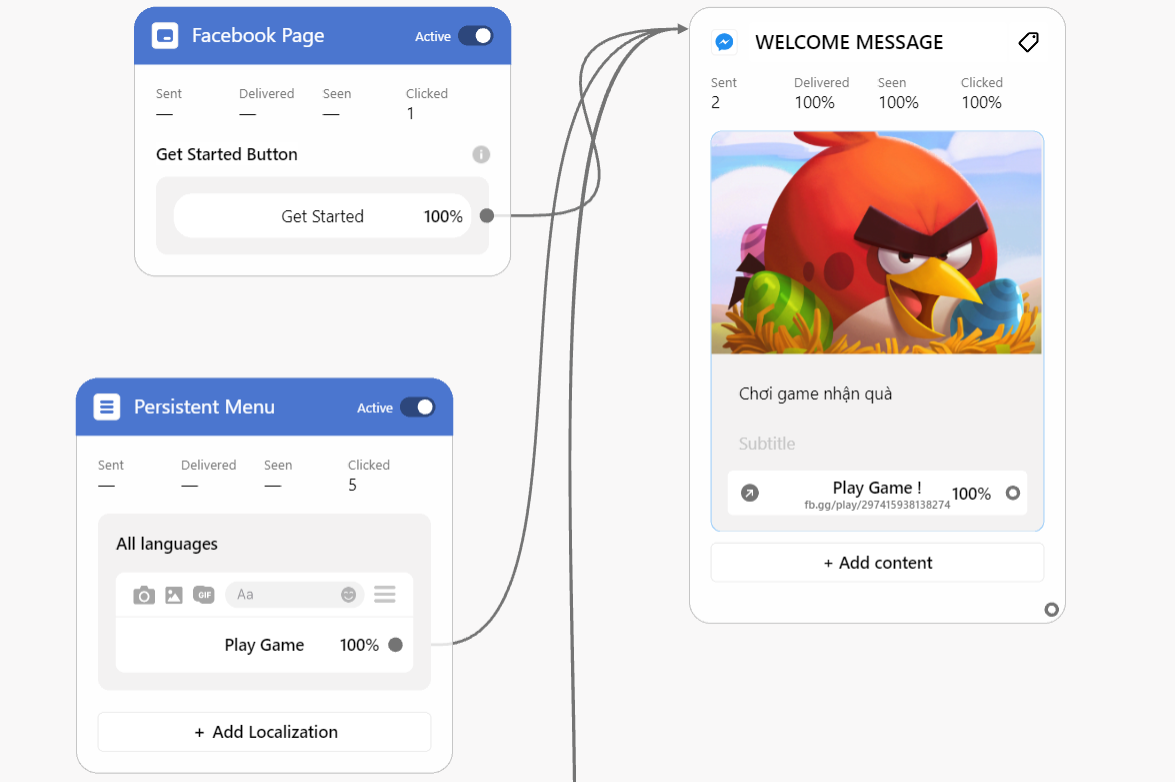 Facebook Page
Active
Sent
Delivered
Seen
Clicked
—
—
—
1
Get Started Button
Get Started
100%
Persistent Menu
Active
Sent
Delivered
Seen
Clicked
—
—
—
5
All languages
GIF
Aa
Play Game
100%
+ Add Localization
WELCOME MESSAGE
Sent
Delivered
Seen
Clicked
2
100%
100%
100%
Chơi game nhận quà
Subtitle
Play Game !
100%
fb.gg/play/297415938138274
+ Add content